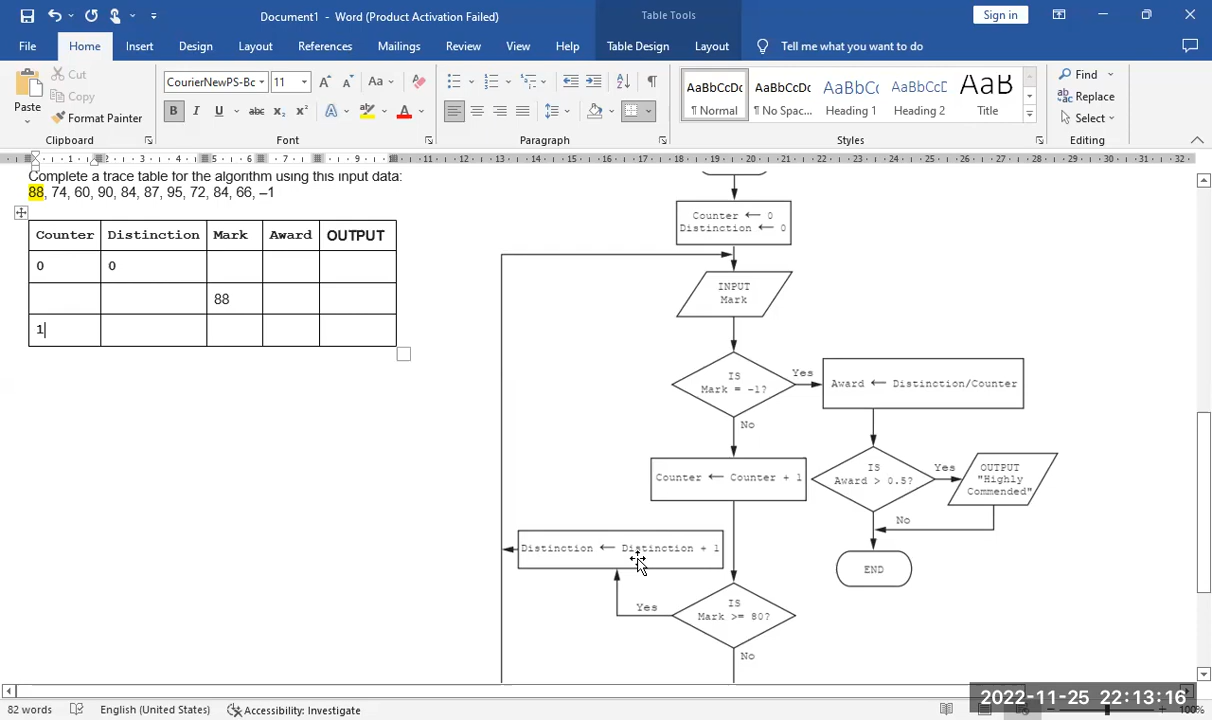 Document1 - Word (Product Activation Failed)
Table Tools
Sign in
File
Home
Insert
Design
Layout
References
Mailings
Review
View
Help
Table Design
Layout
Tell me what you want to do
Paste
Cut
Copy
Format Painter
Clipboard
CourierNewPS-Bc
11
Font
Paragraph
AaBbCcDc
¶ Normal
AaBbCcDc
¶ No Spac...
AaBbC
Heading 1
AaBbCcD
Heading 2
AaB
Title
Styles
Find
Replace
Select
Editing
Complete a trace table for the algorithm using this input data:
88, 74, 60, 90, 84, 87, 95, 72, 84, 66, –1
Counter Distinction Mark Award OUTPUT
0 0
88
1
Counter ← 0
Distinction ← 0
INPUT
Mark
IS
Mark = -1?
Yes
Award ← Distinction/Counter
No
Counter ← Counter + 1
IS
Award > 0.5?
Yes
OUTPUT
"Highly
Commended"
No
END
Distinction ← Distinction + 1
IS
Mark >= 80?
Yes
No
82 words
English (United States)
Accessibility: Investigate
2022-11-25 22:13:16
100%